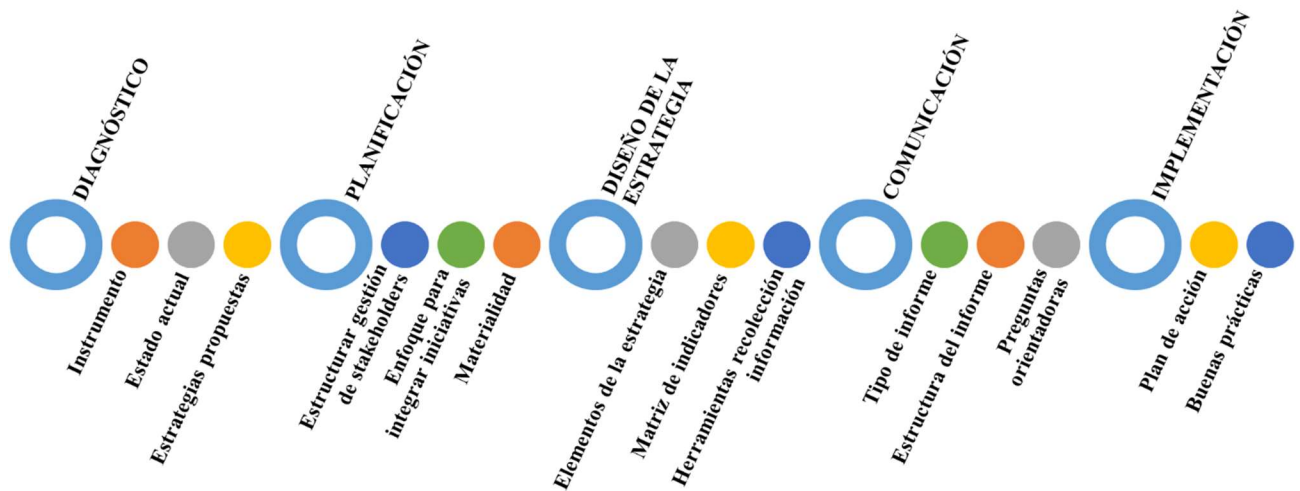 DIAGNÓSTICO
Instrumento
Estado actual
Estrategias propuestas
PLANIFICACIÓN
Estructurar gestión
de stakeholders
Enfoque para
integrar iniciativas
Materialidad
DISEÑO DE LA
ESTRATEGIA
Elementos de la estrategia
Matriz de indicadores
Herramientas recolección
información
COMUNICACIÓN
Tipo de informe
Estructura del informe
Preguntas
orientadoras
IMPLEMENTACIÓN
Plan de acción
Buenas prácticas